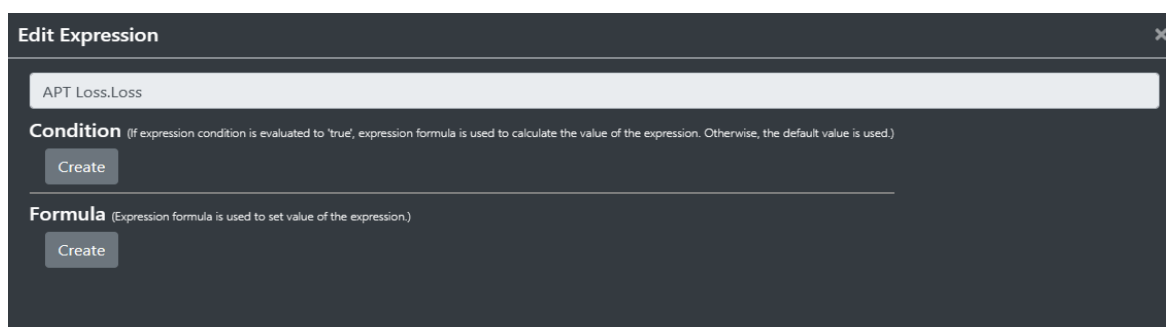 Edit Expression ×
APT Loss.Loss
Condition (If expression condition is evaluated to 'true', expression formula is used to calculate the value of the expression. Otherwise, the default value is used.)
Create
Formula (Expression formula is used to set value of the expression.)
Create